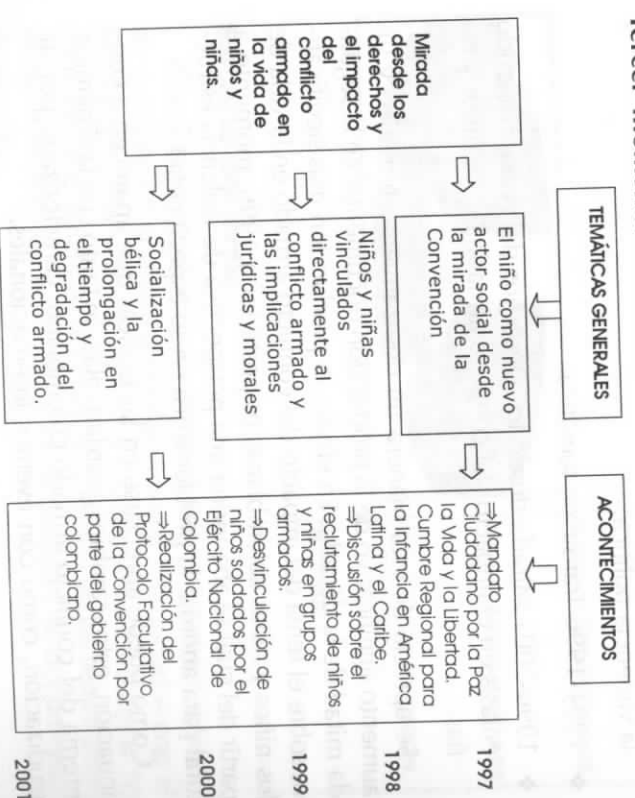 TEMÁTICAS GENERALES
ACONTECIMIENTOS
Mirada
desde los
derechos y
el impacto
del
conflicto
armado en
la vida de
niños y
niñas.
El niño como nuevo
actor social desde
la mirada de la
Convención
Niños y niñas
vinculados
directamente al
conflicto armado y
las implicaciones
jurídicas y morales
Socialización
bélica y la
prolongación en
el tiempo y
degradación del
conflicto armado.
⇒Mandato
Ciudadano por la Paz
la Vida y la Libertad.
Cumbre Regional para
la Infancia en América
Latina y el Caribe.
⇒Discusión sobre el
reclutamiento de niños
y niñas en grupos
armados.
⇒Desvinculación de
niños soldados por el
Ejército Nacional de
Colombia.
⇒Realización del
Protocolo Facultativo
de la Convención por
parte del gobierno
colombiano.
1997
1998
1999
2000
2001